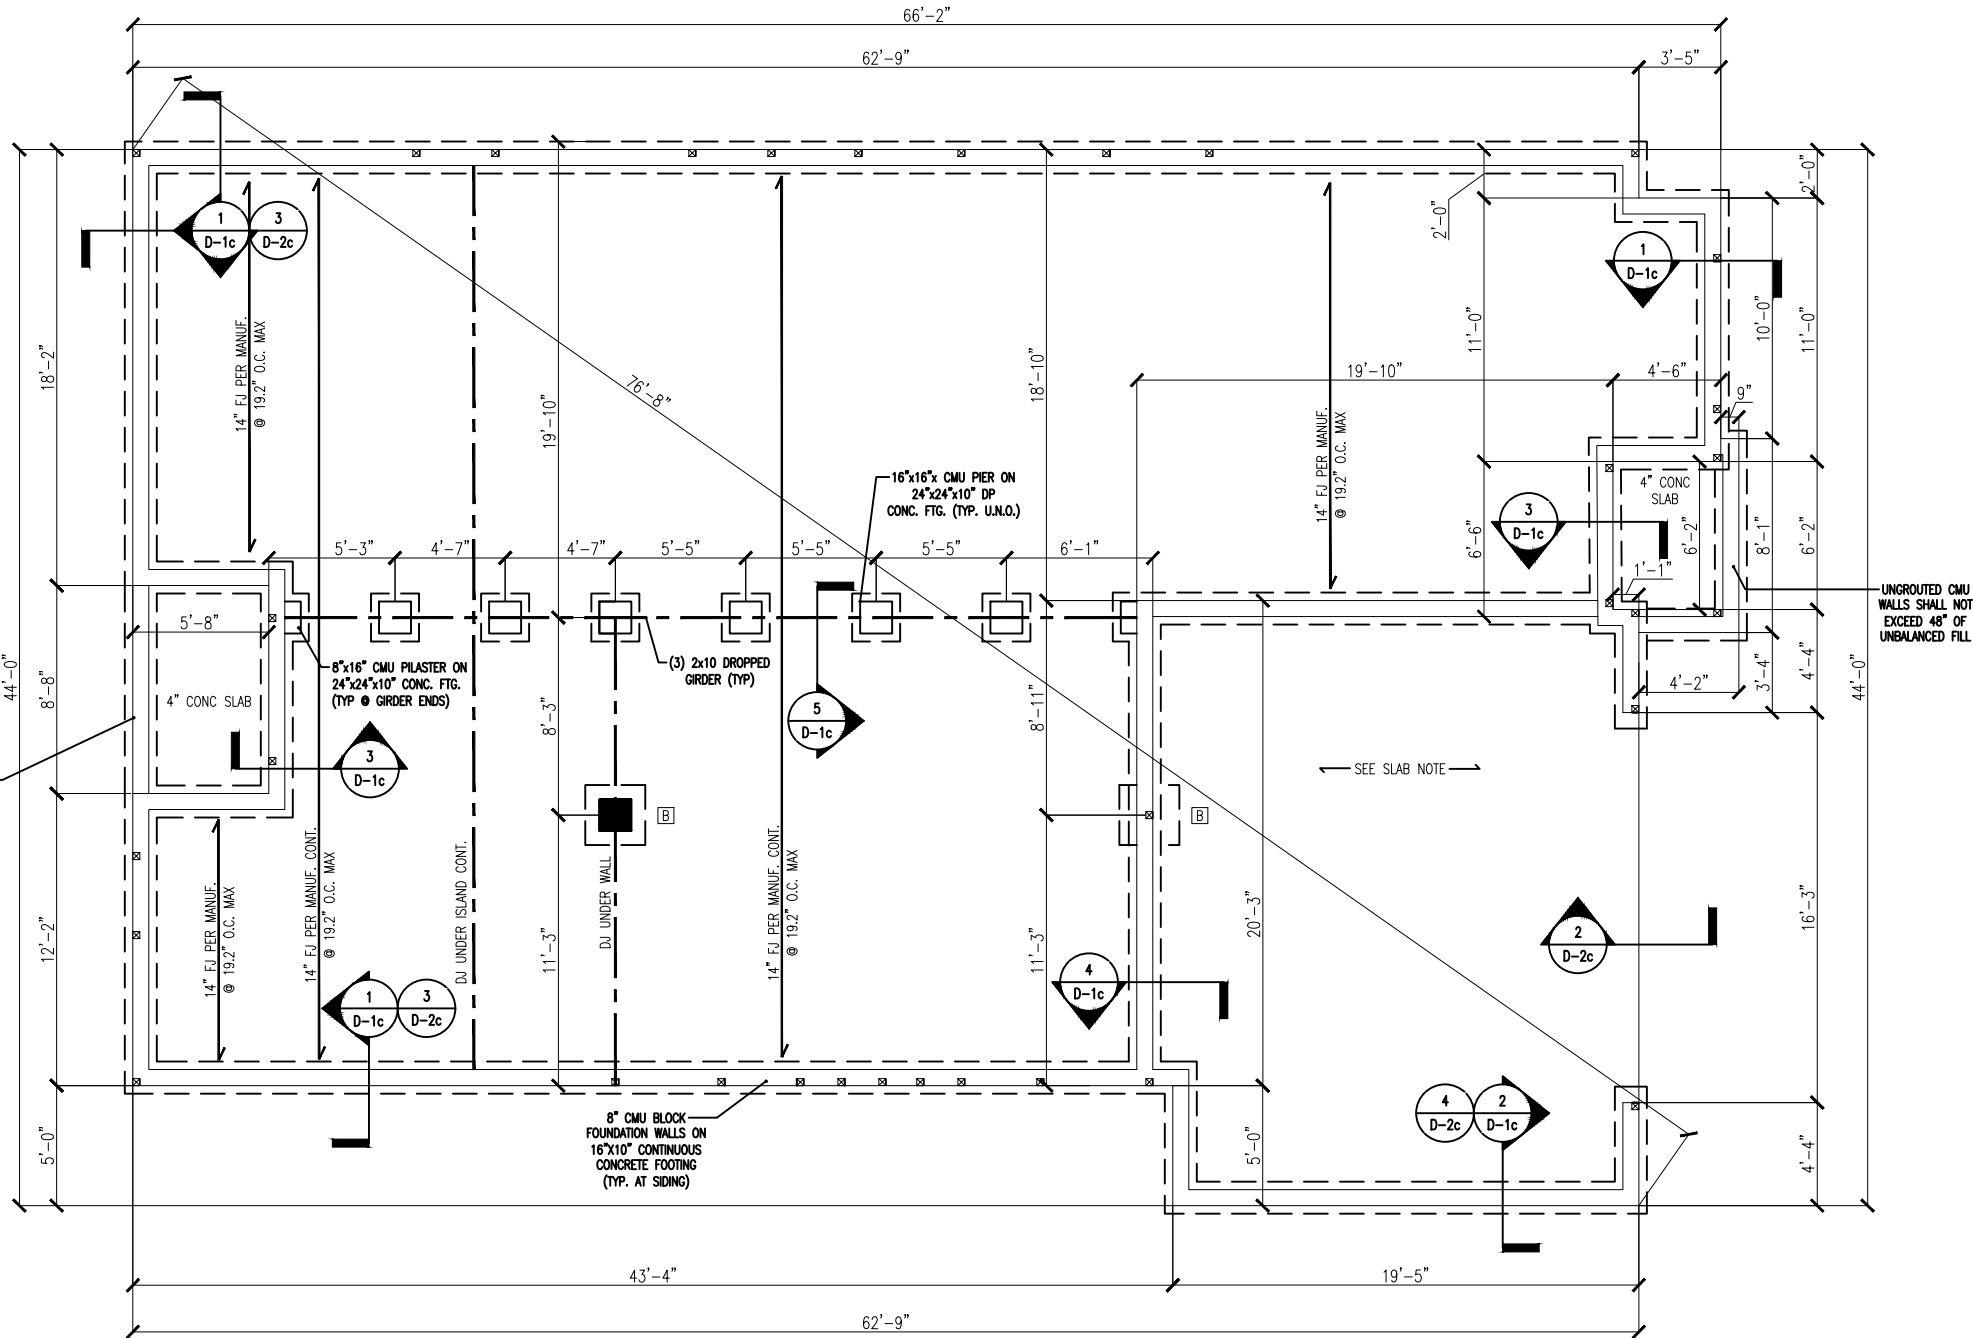 66'-2"
62'-9"
3'-5"
1
D-1c
3
D-2c
2'-0"
2'-0"
1
D-1c
18'-2"
14" FJ PER MANUF.
@ 19.2" O.C. MAX
19'-10"
76'-8"
18'-10"
11'-0"
10'-0"
11'-0"
19'-10"
4'-6"
9"
14" FJ PER MANUF.
@ 19.2" O.C. MAX
16"x16"x CMU PIER ON
24"x24"x10" DP
CONC. FTG. (TYP. U.N.O.)
4" CONC
SLAB
3
D-1c
6'-6"
6'-2"
8'-1"
6'-2"
1'-1"
5'-3"
4'-7"
4'-7"
5'-5"
5'-5"
5'-5"
6'-1"
UNGROUTED CMU
WALLS SHALL NOT
EXCEED 48" OF
UNBALANCED FILL
5'-8"
44'-0"
8'-8"
4" CONC SLAB
8"x16" CMU PILASTER ON
24"x24"x10" CONC. FTG.
(TYP @ GIRDER ENDS)
(3) 2x10 DROPPED
GIRDER (TYP)
8'-3"
8'-11"
5
D-1c
3
D-1c
4'-2"
3'-4"
4'-4"
44'-0"
SEE SLAB NOTE
B
B
12'-2"
14" FJ PER MANUF.
@ 19.2" O.C. MAX
14" FJ PER MANUF. CONT.
@ 19.2" O.C. MAX
DJ UNDER ISLAND CONT.
DJ UNDER WALL
14" FJ PER MANUF. CONT.
@ 19.2" O.C. MAX
11'-3"
11'-3"
20'-3"
16'-3"
2
D-2c
4
D-1c
1
D-1c
3
D-2c
4
D-2c
2
D-1c
8" CMU BLOCK
FOUNDATION WALLS ON
16"X10" CONTINUOUS
CONCRETE FOOTING
(TYP. AT SIDING)
5'-0"
5'-0"
4'-4"
43'-4"
19'-5"
62'-9"